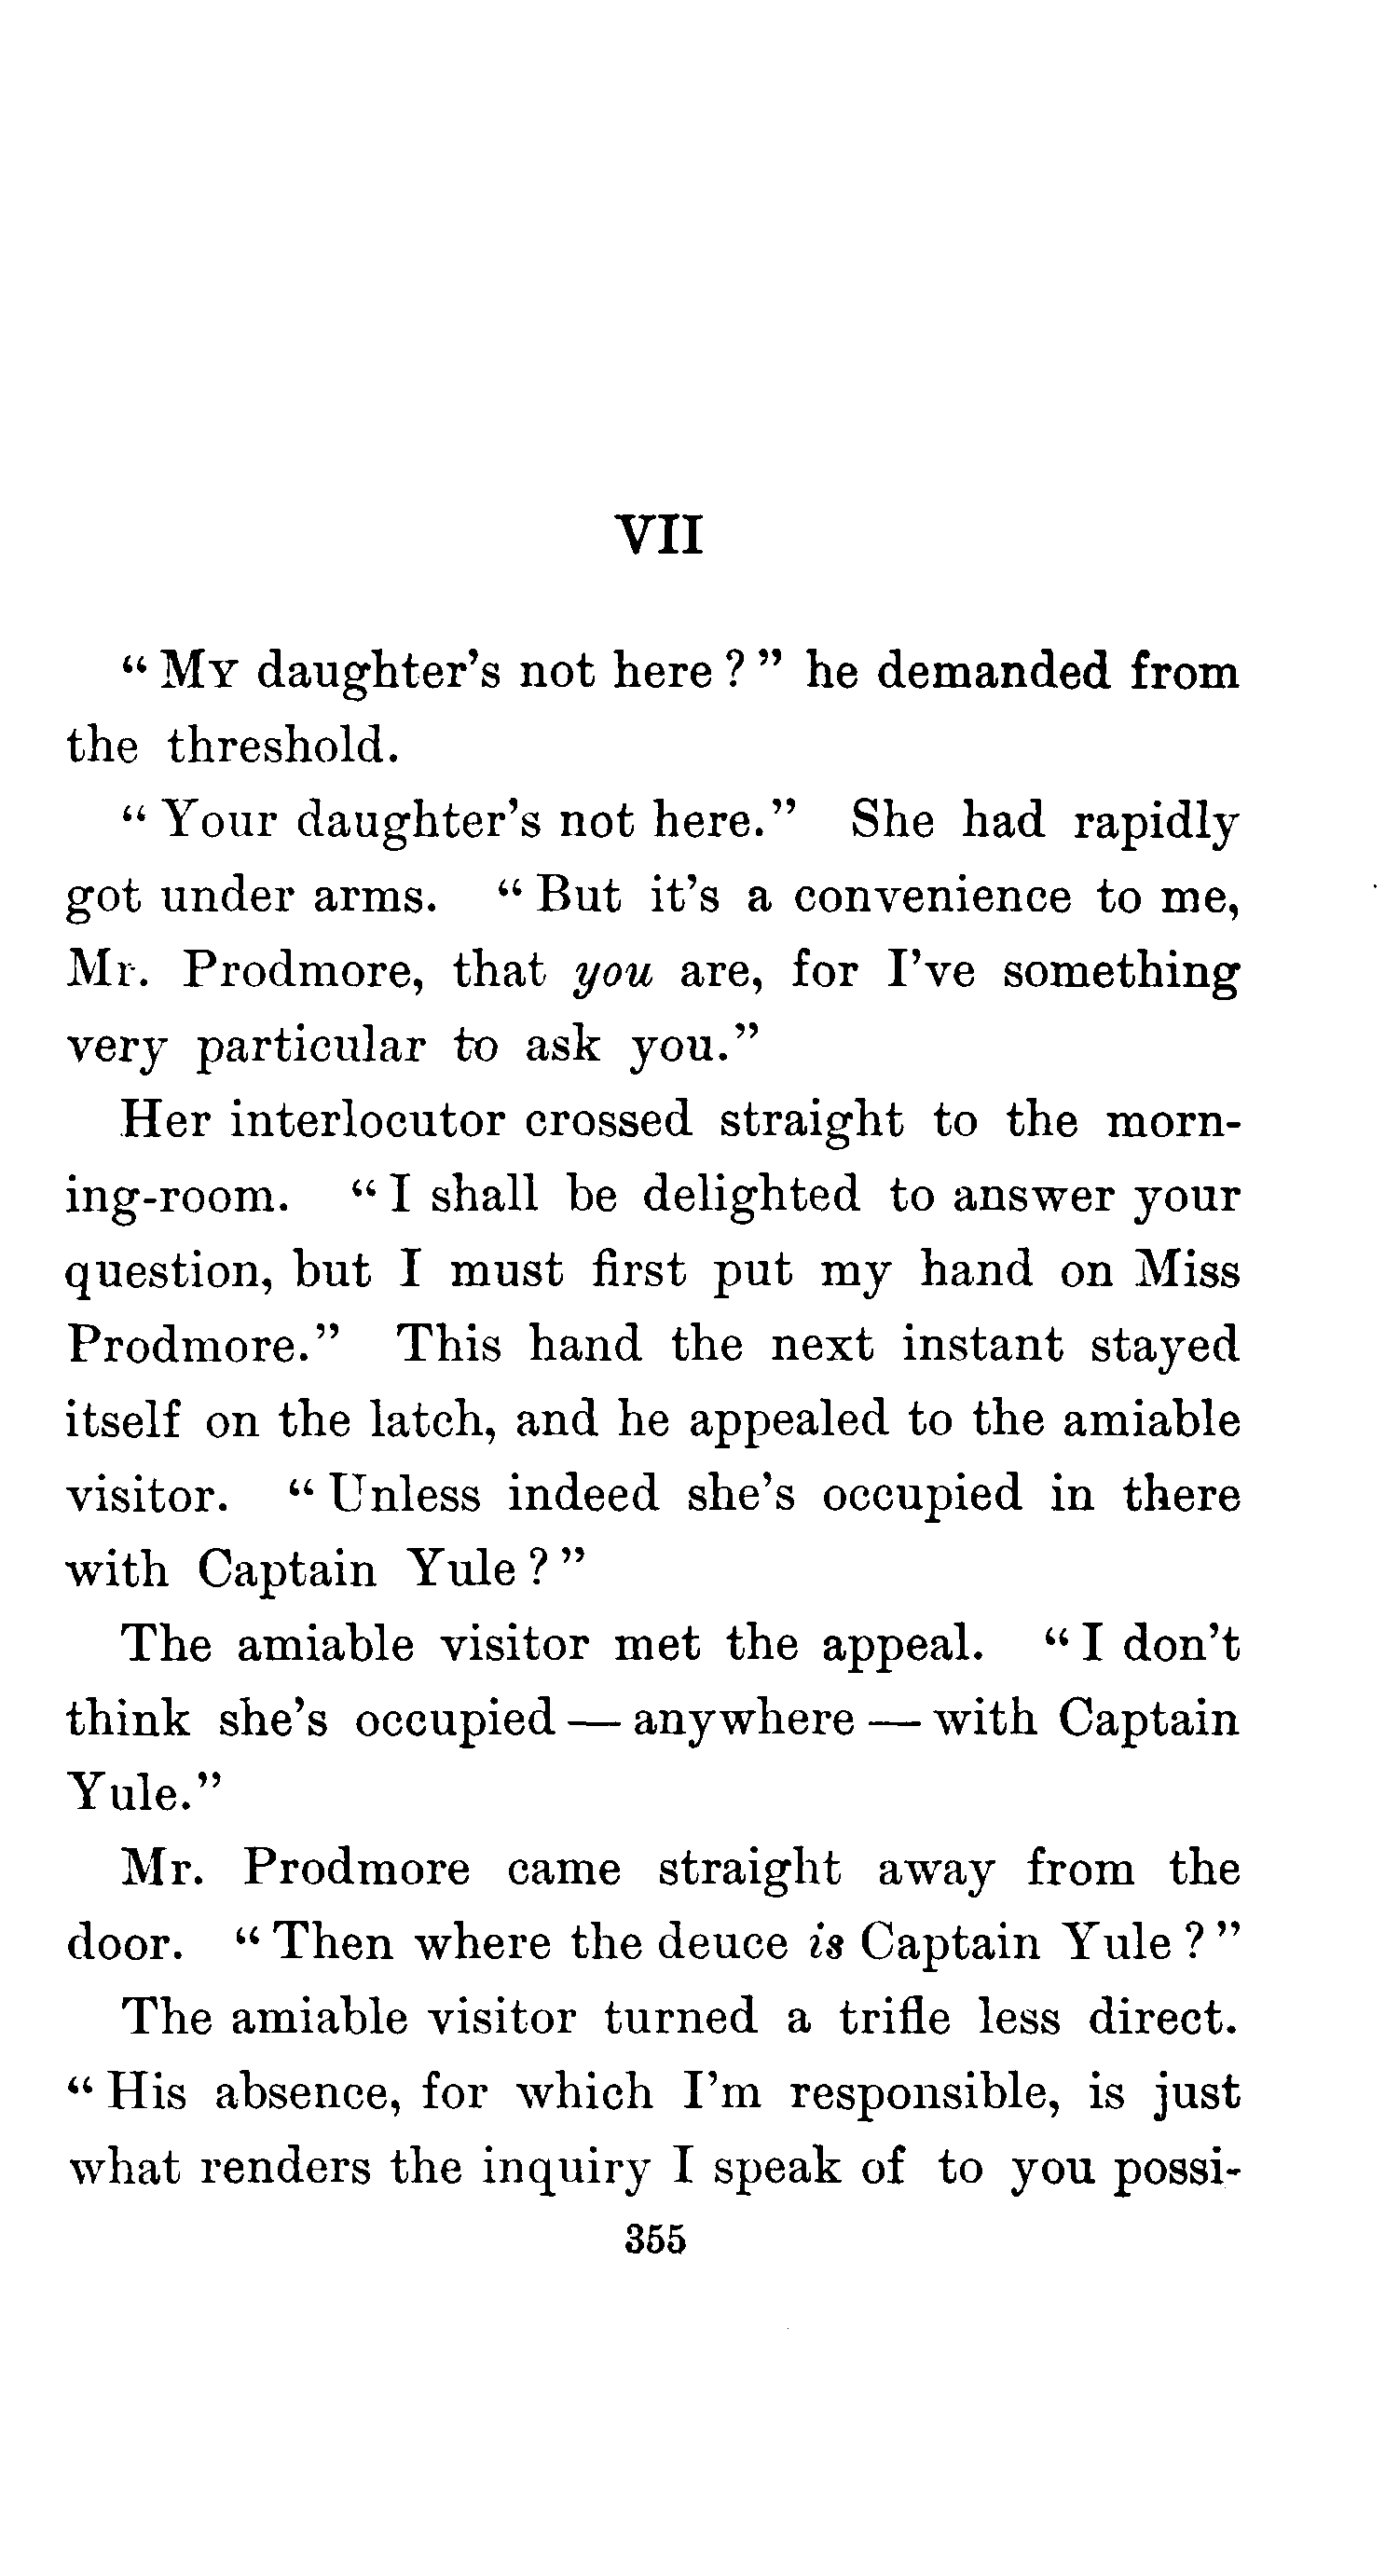 VII
“ My daughter’s not here ? ” he demanded from
the threshold.
“ Your daughter’s not here.” She had rapidly
got under arms. “ But it’s a convenience to me,
Mr. Prodmore, that you are, for I’ve something
very particular to ask you.”
Her interlocutor crossed straight to the morn-
ing-room. “ I shall be delighted to answer your
question, but I must first put my hand on Miss
Prodmore.” This hand the next instant stayed
itself on the latch, and he appealed to the amiable
visitor. “ Unless indeed she’s occupied in there
with Captain Yule ? ”
The amiable visitor met the appeal. “ I don’t
think she’s occupied — anywhere — with Captain
Yule.”
Mr. Prodmore came straight away from the
door. “ Then where the deuce is Captain Yule ? ”
The amiable visitor turned a trifle less direct.
“ His absence, for which I’m responsible, is just
what renders the inquiry I speak of to you possi-
355